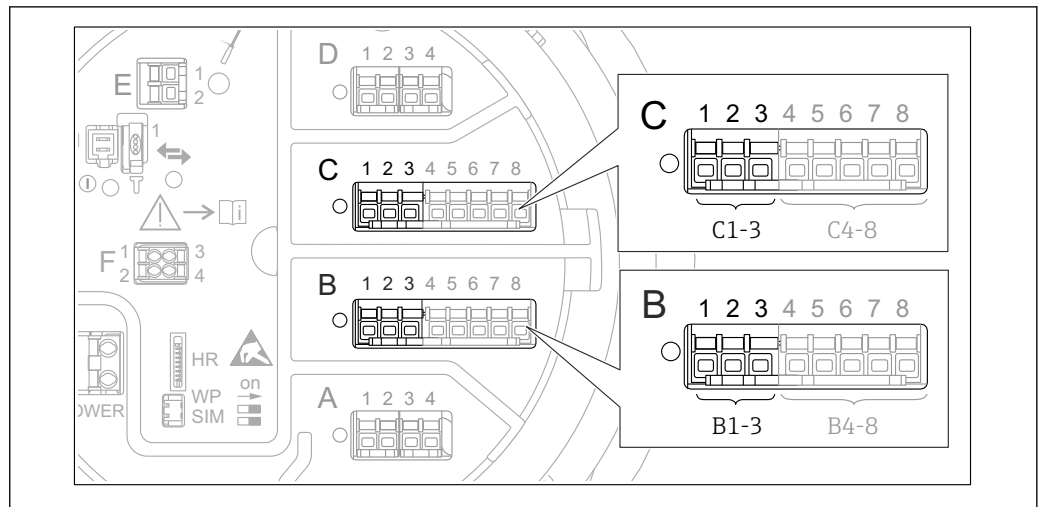 D 1 2 3 4
E 1
2
1
C 1 2 3 4 5 6 7 8
F 1 3
2 4
B 1 2 3 4 5 6 7 8
HR
WP on
SIM
OWER
A 1 2 3 4
C 1 2 3 4 5 6 7 8
C1-3 C4-8
B 1 2 3 4 5 6 7 8
B1-3 B4-8